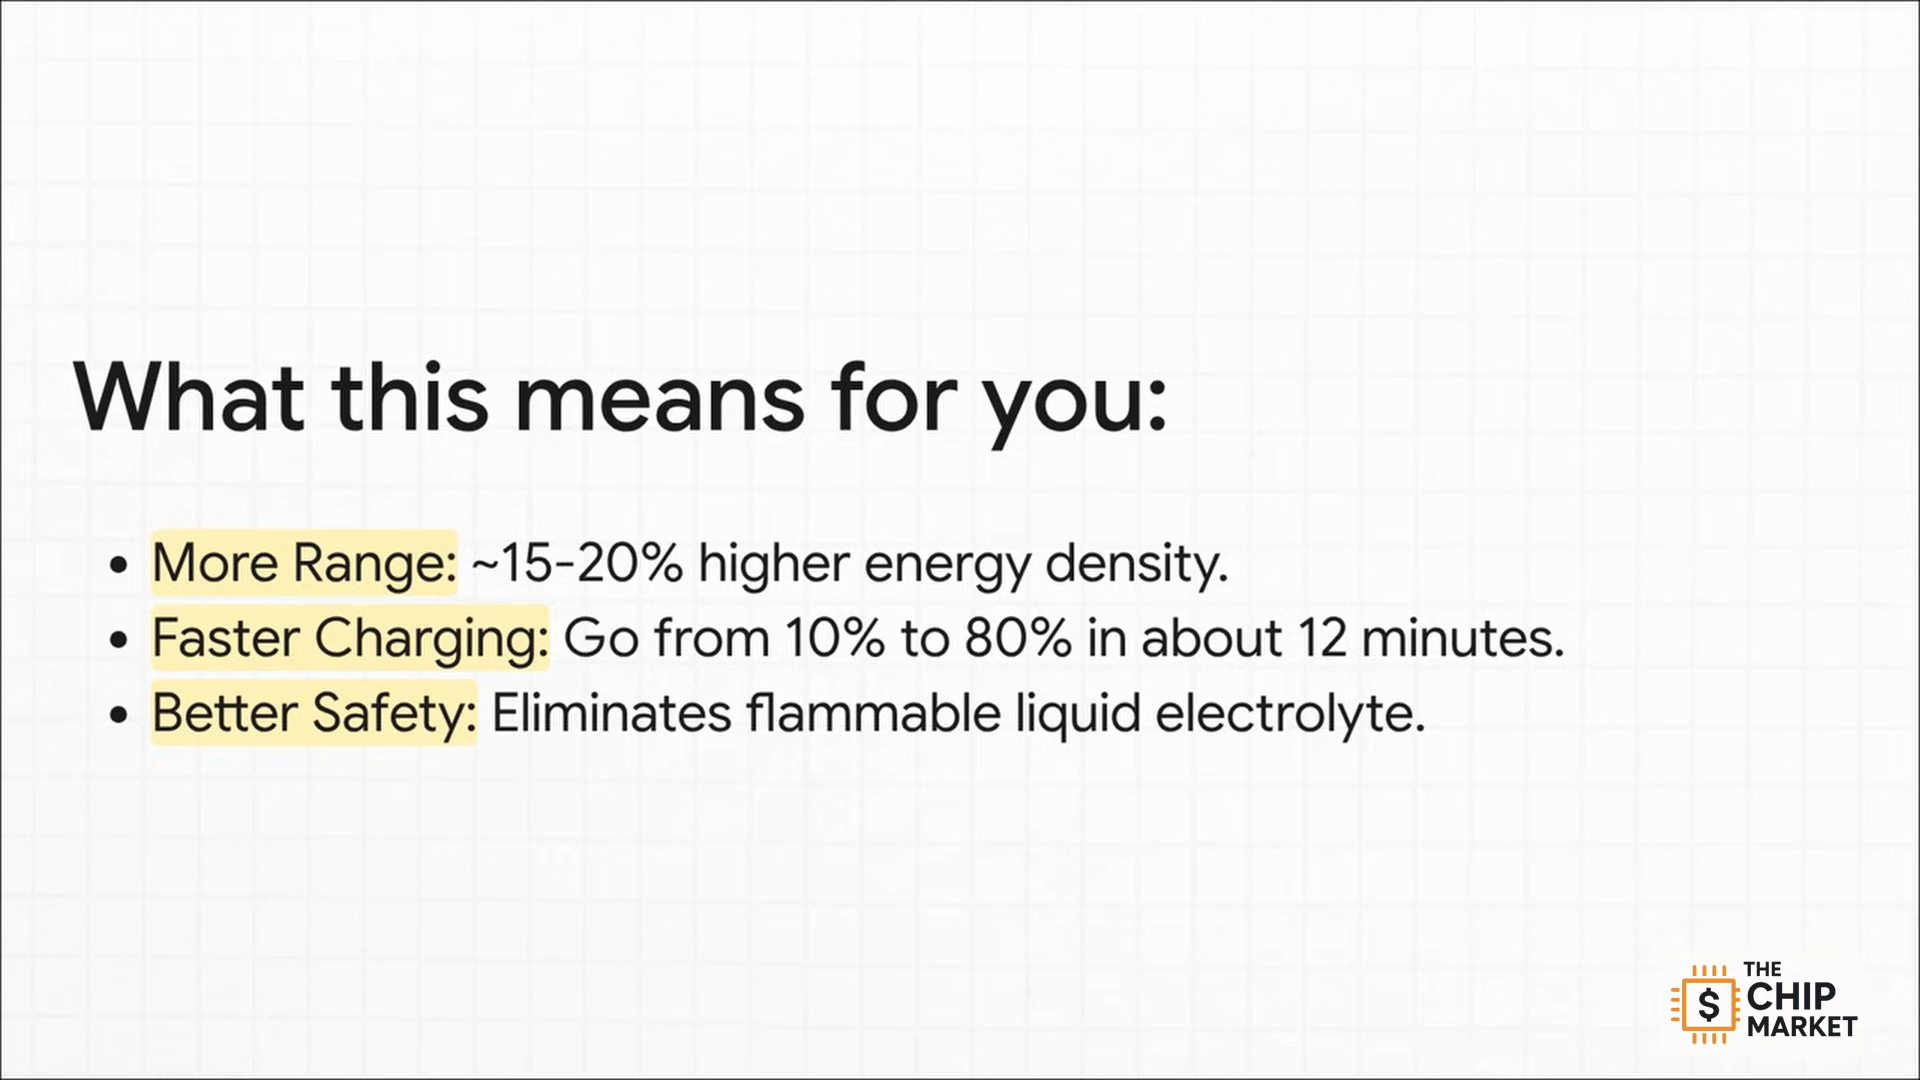 What this means for you:
• More Range: ~15-20% higher energy density.
• Faster Charging: Go from 10% to 80% in about 12 minutes.
• Better Safety: Eliminates flammable liquid electrolyte.
$
THE
CHIP
MARKET